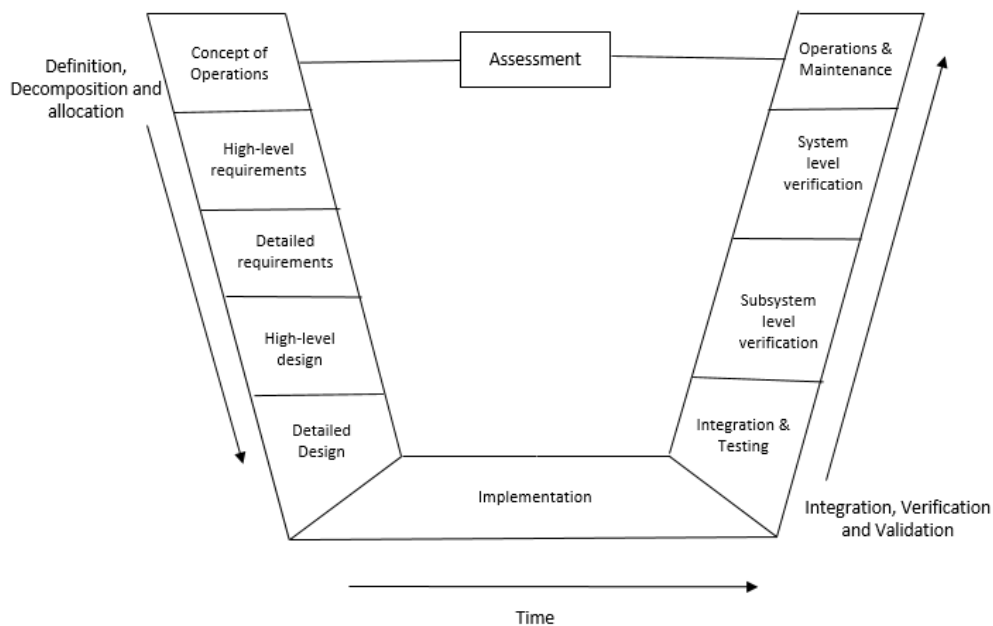 Concept of
Operations
Assessment
Operations &
Maintenance
Definition,
Decomposition and
allocation
High-level
requirements
System
level
verification
Detailed
requirements
High-level
design
Subsystem
level
verification
Detailed
Design
Integration &
Testing
Implementation
Integration, Verification
and Validation
Time